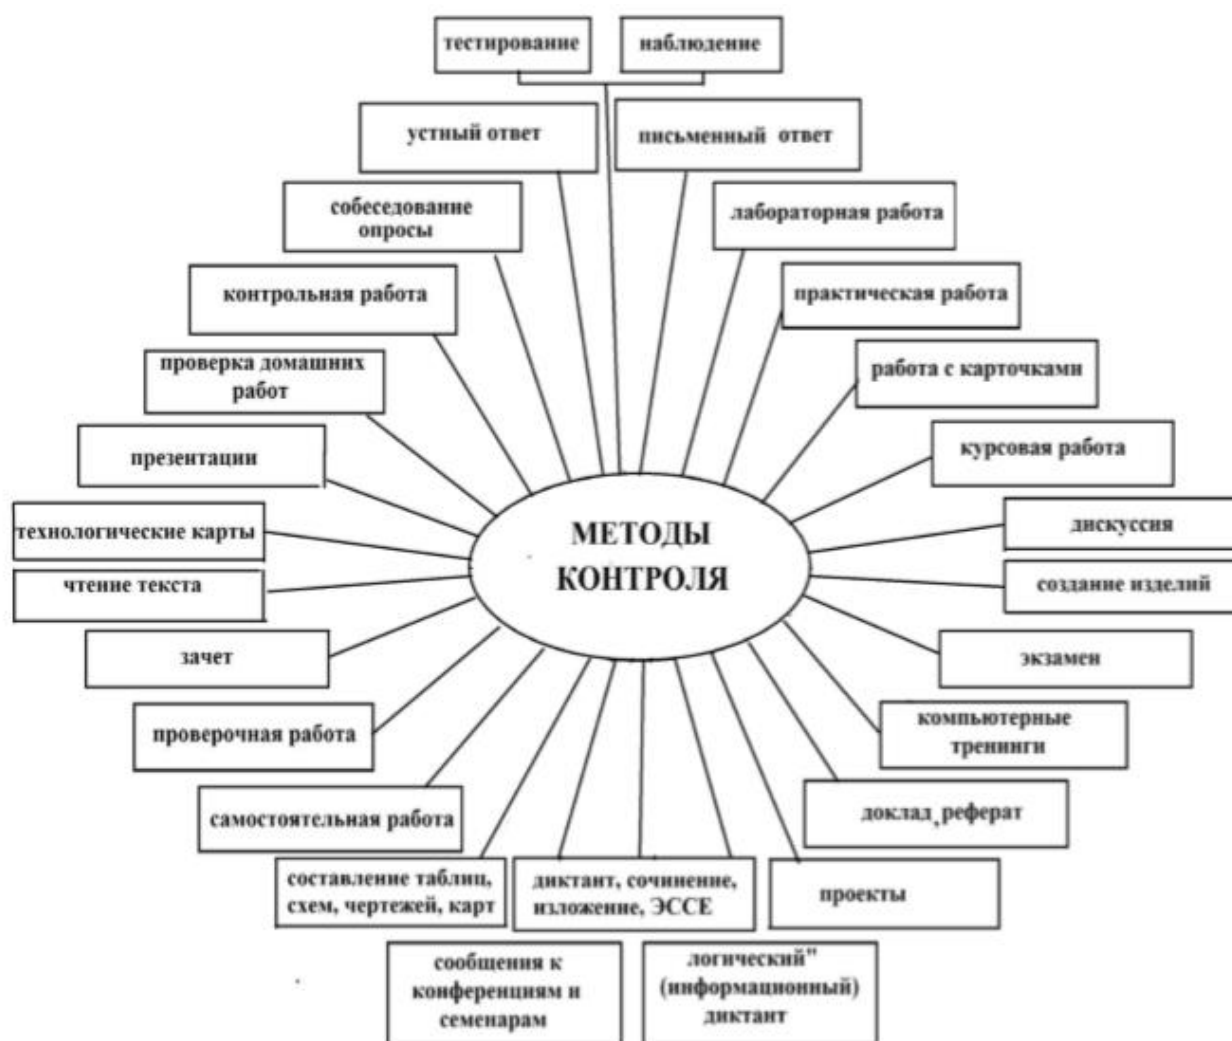 тестирование
наблюдение
устный ответ
письменный ответ
собеседование
опросы
лабораторная работа
контрольная работа
практическая работа
проверка домашних
работ
работа с карточками
презентации
курсовая работа
технологические карты
дискуссия
МЕТОДЫ
КОНТРОЛЯ
чтение текста
создание изделий
зачет
экзамен
проверочная работа
компьютерные
тренинги
самостоятельная работа
доклад, реферат
составление таблиц,
схем, чертежей, карт
диктант, сочинение,
изложение, ЭССЕ
проекты
сообщения к
конференциям и
семенарам
логический"
(информационный)
диктант